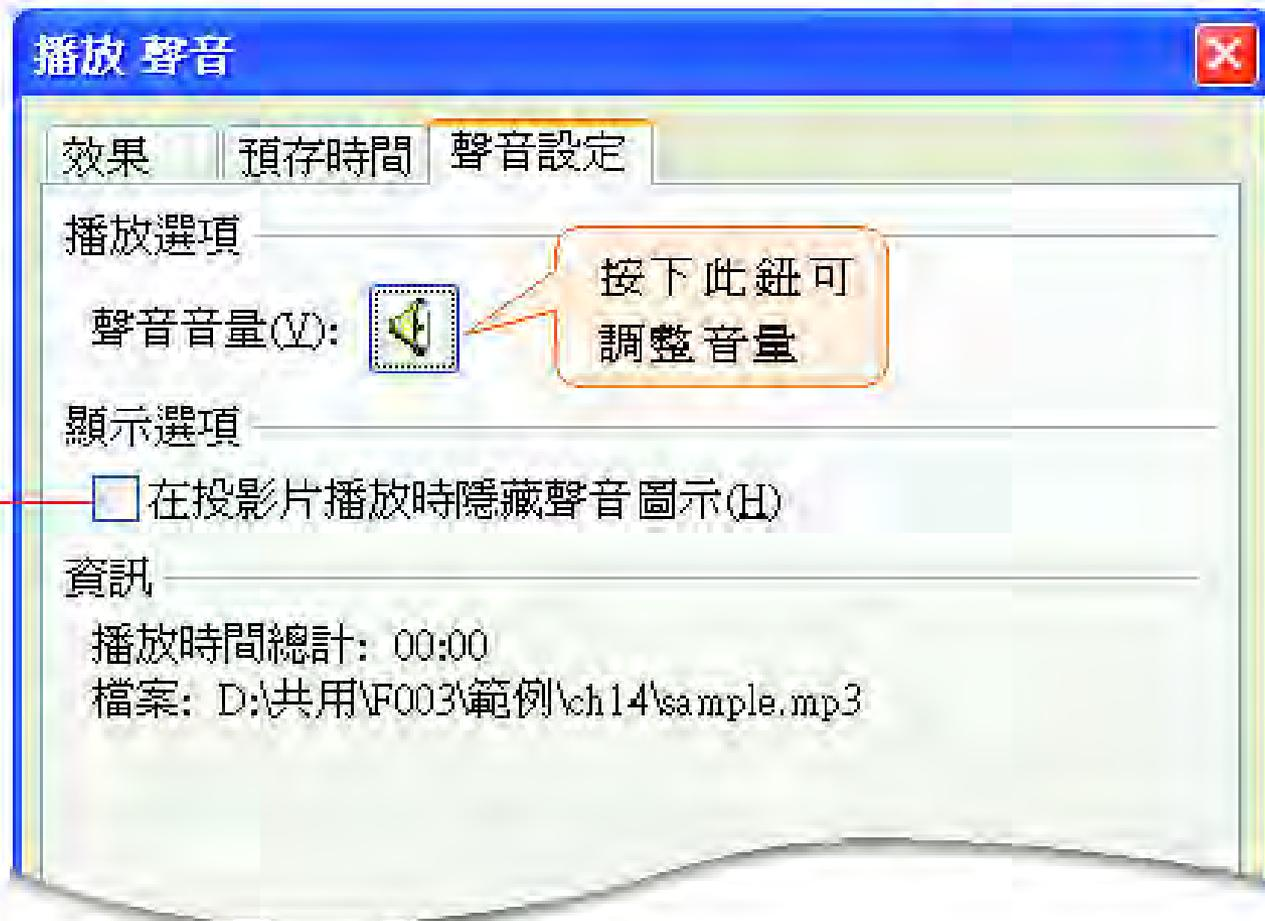 播放 聲音
效果 預存時間 聲音設定
播放選項
聲音音量(V):
按下此鈕可
調整音量
顯示選項
在投影片播放時隱藏聲音圖示(H)
資訊
播放時間總計: 00:00
檔案: D:\共用\F003\範例\ch14\sample.mp3